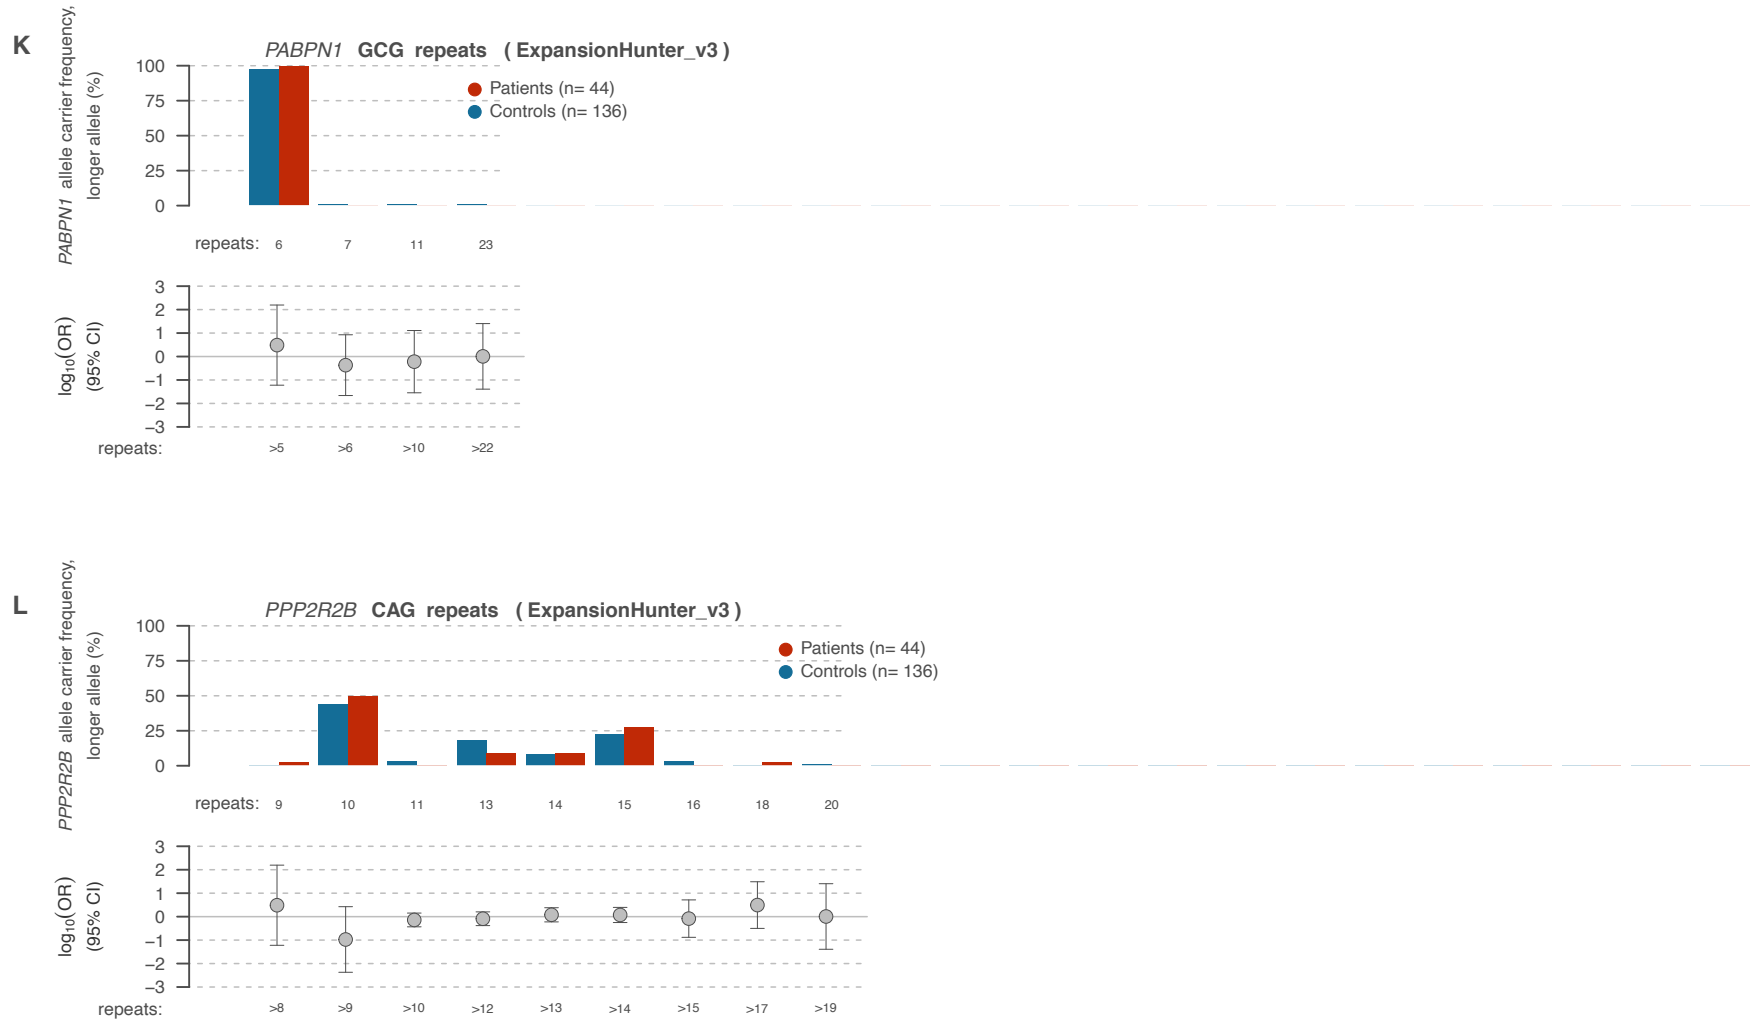 K
PABPN1 GCG repeats ( ExpansionHunter_v3 )
PABPN1 allele carrier frequency,
longer allele (%)
100
75
50
25
0
Patients (n= 44)
Controls (n= 136)
repeats: 6 7 11 23
log10(OR)
(95% CI)
3
2
1
0
−1
−2
−3
repeats: >5 >6 >10 >22
L
PPP2R2B CAG repeats ( ExpansionHunter_v3 )
PPP2R2B allele carrier frequency,
longer allele (%)
100
75
50
25
0
Patients (n= 44)
Controls (n= 136)
repeats: 9 10 11 13 14 15 16 18 20
log10(OR)
(95% CI)
3
2
1
0
−1
−2
−3
repeats: >8 >9 >10 >12 >13 >14 >15 >17 >19